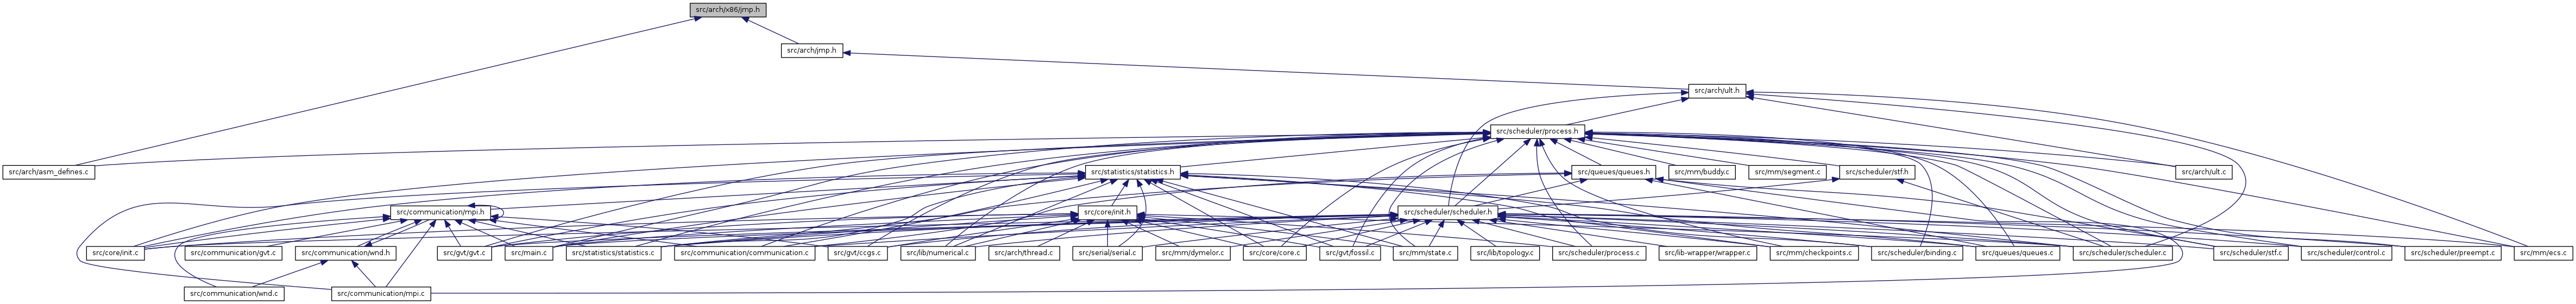 src/arch/x86/jmp.h
src/arch/jmp.h
src/arch/ult.h
src/scheduler/process.h
src/arch/asm_defines.c
src/statistics/statistics.h
src/queues/queues.h
src/mm/buddy.c
src/mm/segment.c
src/scheduler/stf.h
src/arch/ult.c
src/communication/mpi.h
src/core/init.h
src/scheduler/scheduler.h
src/core/init.c
src/communication/gvt.c
src/communication/wnd.h
src/gvt/gvt.c
src/main.c
src/statistics/statistics.c
src/communication/communication.c
src/gvt/ccgs.c
src/lib/numerical.c
src/arch/thread.c
src/serial/serial.c
src/mm/dymelor.c
src/core/core.c
src/gvt/fossil.c
src/mm/state.c
src/lib/topology.c
src/scheduler/process.c
src/lib-wrapper/wrapper.c
src/mm/checkpoints.c
src/scheduler/binding.c
src/queues/queues.c
src/scheduler/scheduler.c
src/scheduler/stf.c
src/scheduler/control.c
src/scheduler/preempt.c
src/mm/ecs.c
src/communication/wnd.c
src/communication/mpi.c